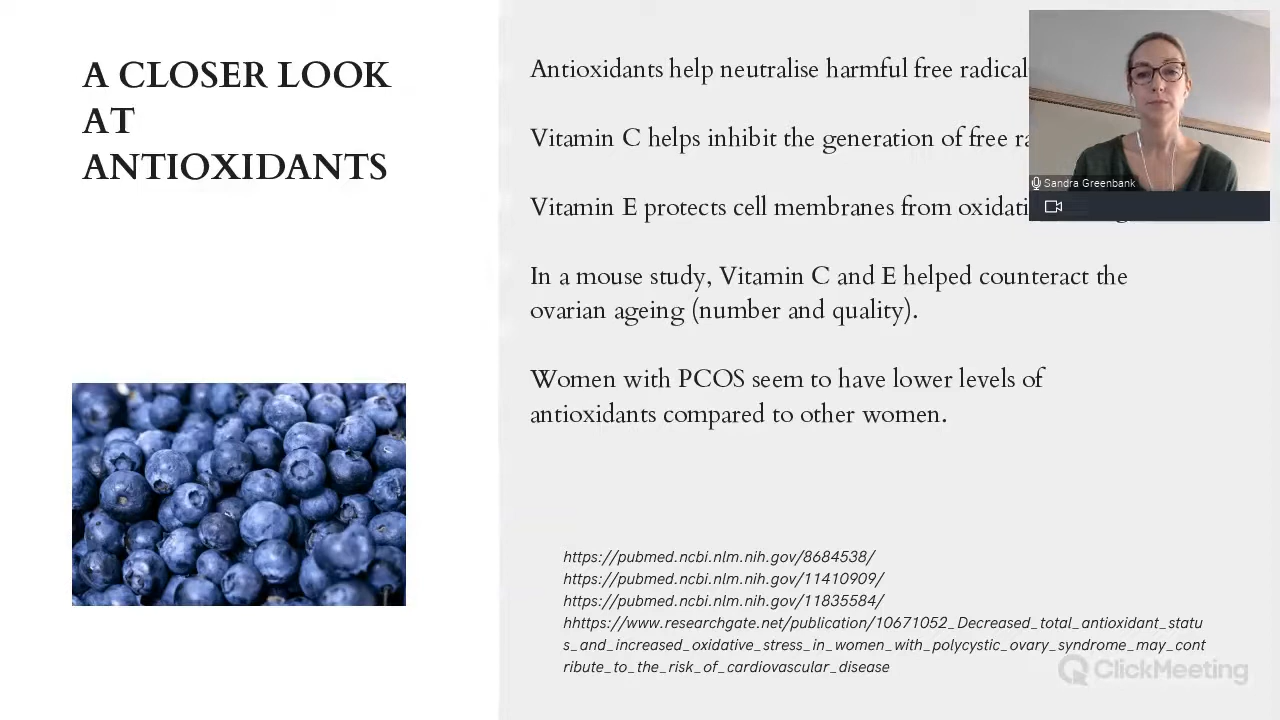 A CLOSER LOOK
AT
ANTIOXIDANTS
Antioxidants help neutralise harmful free
Vitamin C helps inhibit the generation of free
Vitamin E protects cell membranes from
In a mouse study, Vitamin C and E helped counteract the
ovarian ageing (number and quality).
Women with PCOS seem to have lower levels of
antioxidants compared to other women.
https://pubmed.ncbi.nlm.nih.gov/8684538/
https://pubmed.ncbi.nlm.nih.gov/11410909/
https://pubmed.ncbi.nlm.nih.gov/11835584/
hhttps://www.researchgate.net/publication/10671052_Decreased_total_antioxidant_statu
s_and_increased_oxidative_stress_in_women_with_polycystic_ovary_syndrome_may_cont
ribute_to_the_risk_of_cardiovascular_disease
Sandra Greenbank
ClickMeeting